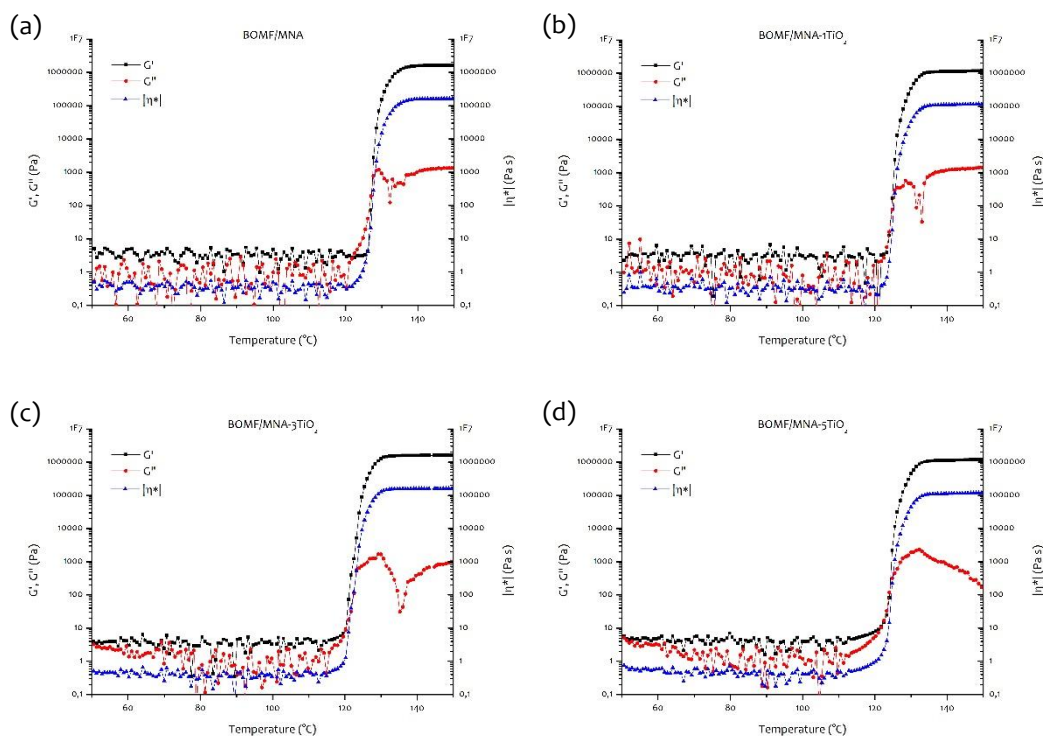 (a)
BOMF/MNA
1E7
1E7
G'
G"
|η*|
1000000
1000000
100000
100000
10000
10000
1000
1000
100
100
10
10
1
1
0,1
0,1
60
80
100
120
140
G', G" (Pa)
|η*| (Pa s)
Temperature (°C)
(b)
BOMF/MNA-1TiO₂
1E7
1E7
G'
G"
|η*|
1000000
1000000
100000
100000
10000
10000
1000
1000
100
100
10
10
1
1
0,1
0,1
60
80
100
120
140
G', G" (Pa)
|η*| (Pa s)
Temperature (°C)
(c)
BOMF/MNA-3TiO₂
1E7
1E7
G'
G"
|η*|
1000000
1000000
100000
100000
10000
10000
1000
1000
100
100
10
10
1
1
0,1
0,1
60
80
100
120
140
G', G" (Pa)
|η*| (Pa s)
Temperature (°C)
(d)
BOMF/MNA-5TiO₂
1E7
1E7
G'
G"
|η*|
1000000
1000000
100000
100000
10000
10000
1000
1000
100
100
10
10
1
1
0,1
0,1
60
80
100
120
140
G', G" (Pa)
|η*| (Pa s)
Temperature (°C)